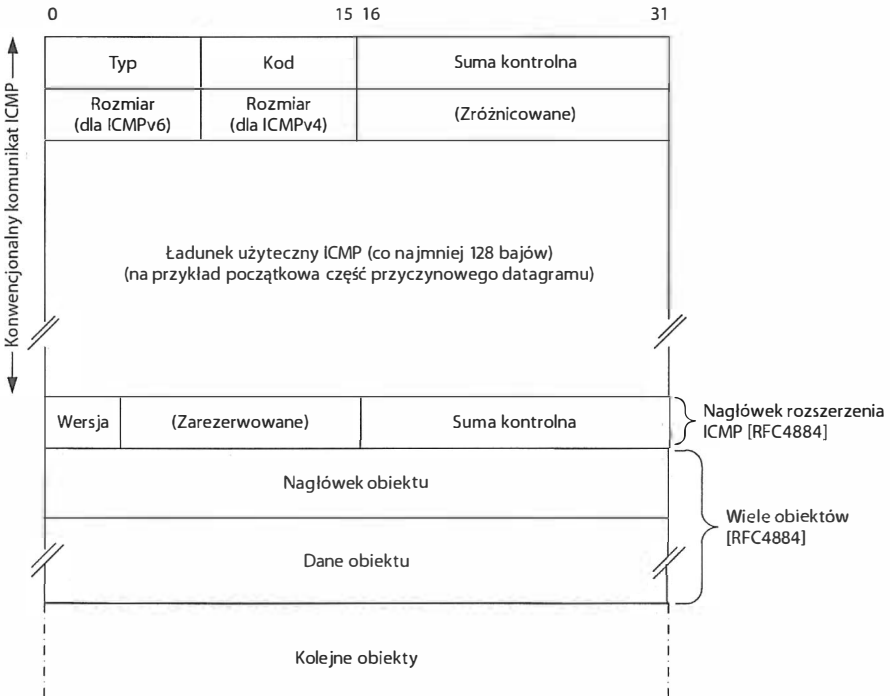 0 15 16 31
Typ Kod Suma kontrolna
Rozmiar
(dla ICMPv6)
Rozmiar
(dla ICMPv4)
(Zróżnicowane)
Konwencjonalny komunikat ICMP
Ładunek użyteczny ICMP (co najmniej 128 bajów)
(na przykład początkowa część przyczynowego datagramu)
Wersja (Zarezerwowane) Suma kontrolna
Nagłówek rozszerzenia
ICMP [RFC4884]
Nagłówek obiektu
Wiele obiektów
[RFC4884]
Dane obiektu
Kolejne obiekty